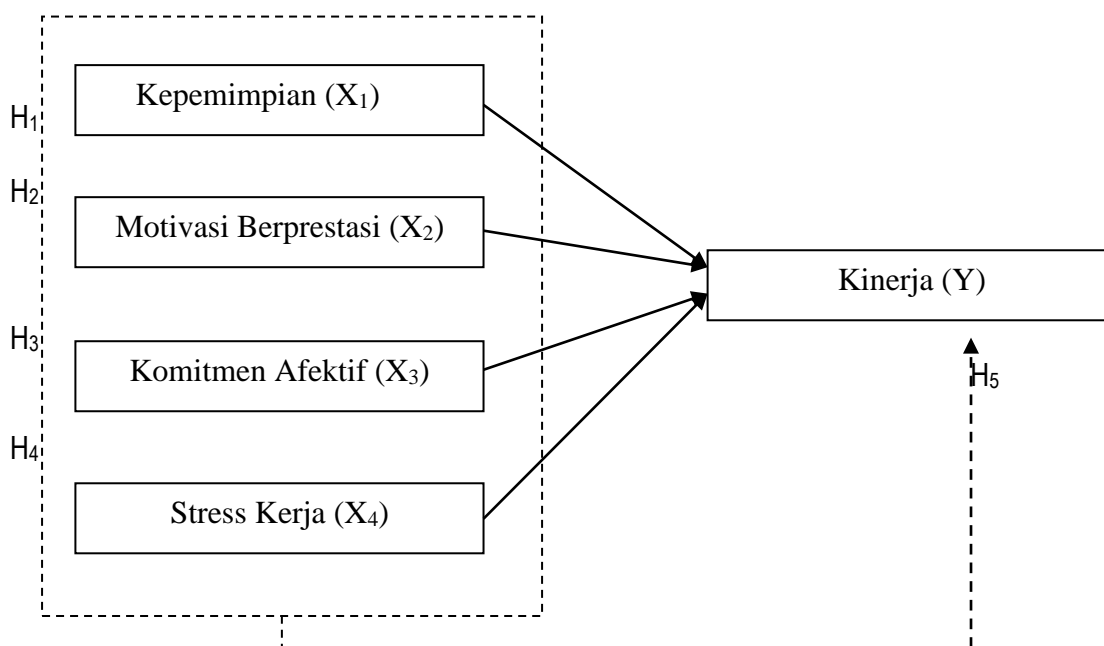 Kepemimpian (X₁)
H₁
H₂
Motivasi Berprestasi (X₂)
Kinerja (Y)
H₃
Komitmen Afektif (X₃)
H₅
H₄
Stress Kerja (X₄)